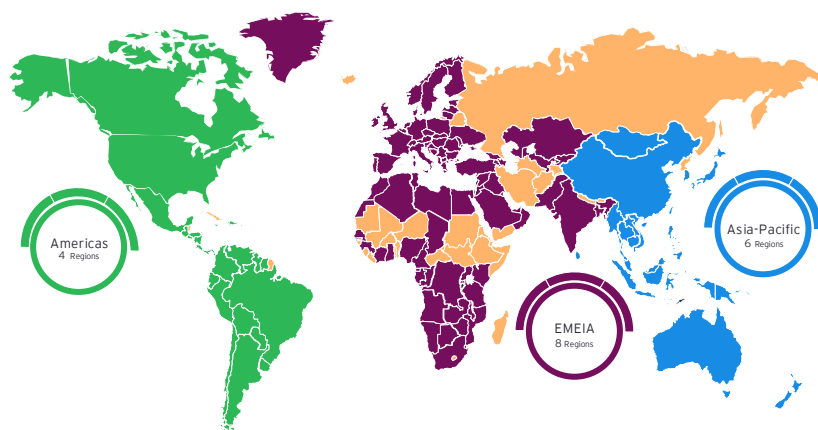 Americas
4 Regions
EMEIA
8 Regions
Asia-Pacific
6 Regions